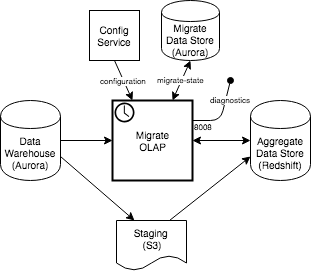 Config
Service
Migrate
Data Store
(Aurora)
configuration
migrate-state
diagnostics
8008
Data
Warehouse
(Aurora)
Migrate
OLAP
Aggregate
Data Store
(Redshift)
Staging
(S3)